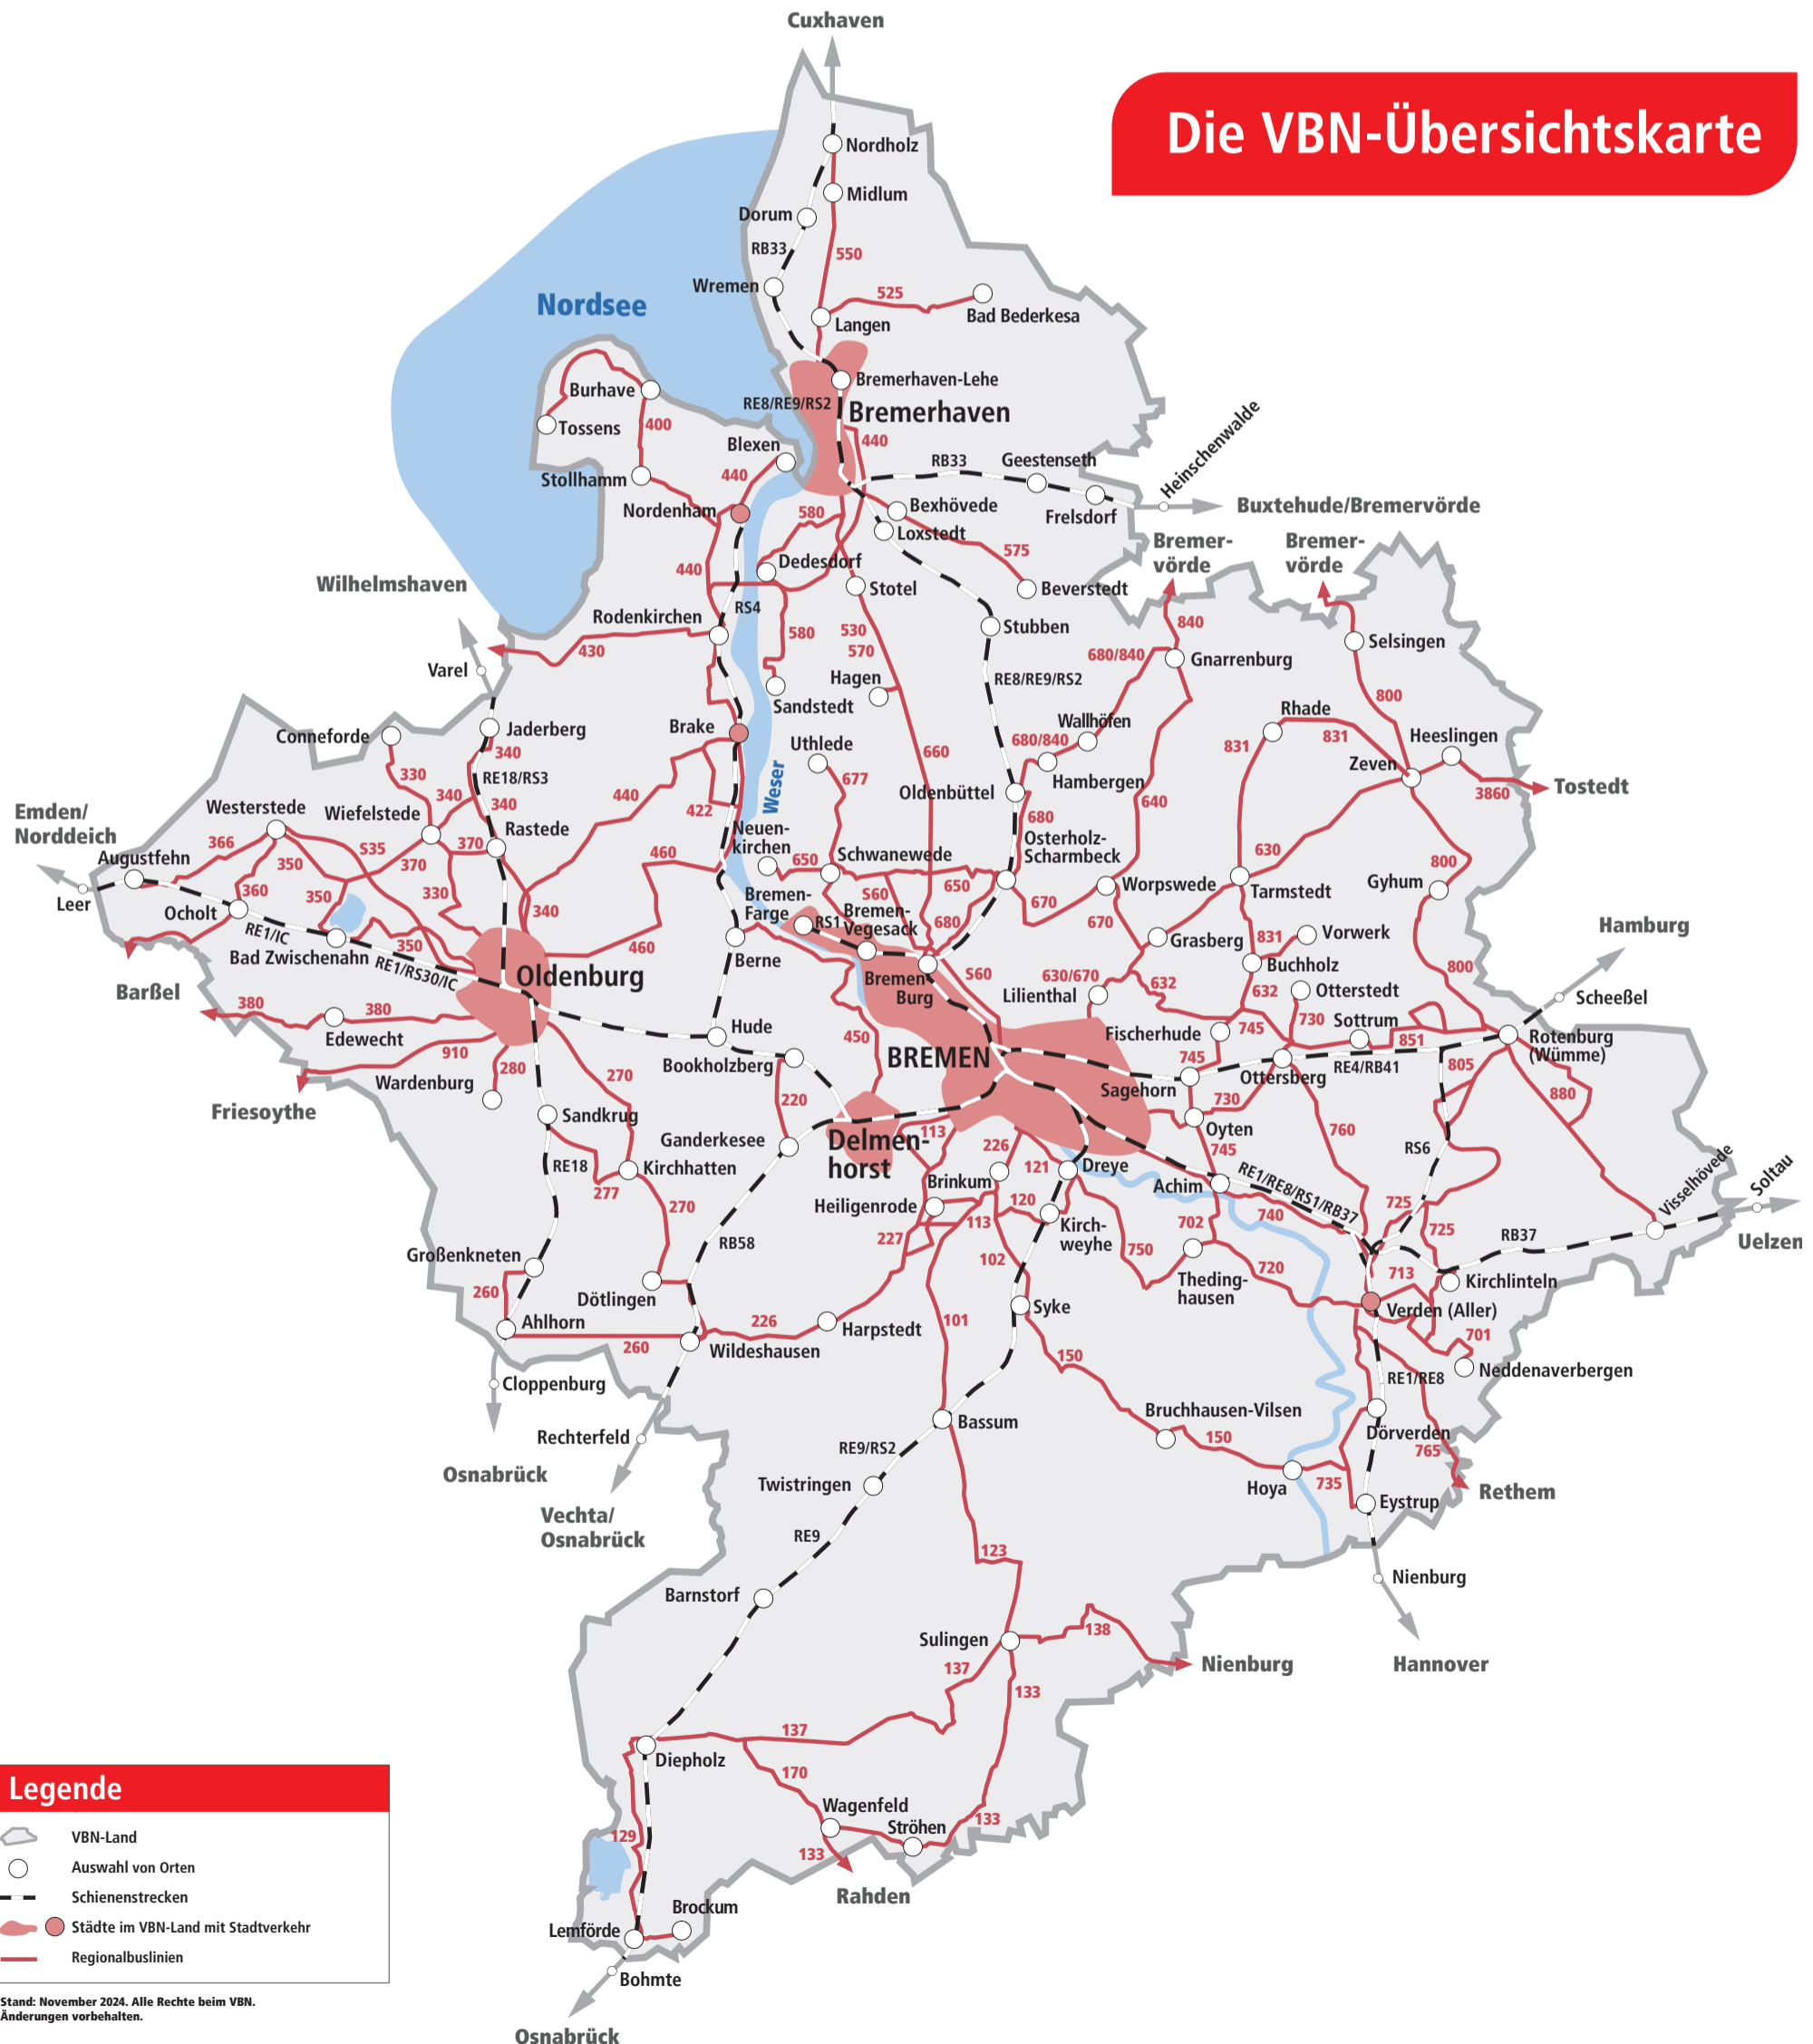 Cuxhaven
Die VBN-Übersichtskarte
Nordholz
Midlum
Dorum
RB33
550
Wremen
525
Nordsee
Langen
Bad Bederkesa
Bremerhaven-Lehe
Burhave
RE8/RE9/RS2
Bremerhaven
Tossens
400
Blexen
440
Heinschenwalde
RB33
Geestenseth
Stollhamm
440
Nordenham
580
Bexhövede
Frelsdorf
Buxtehude/Bremervörde
Loxstedt
575
Bremer-
vörde
Bremer-
vörde
440
Dedesdorf
Wilhelmshaven
Stotel
Beverstedt
RS4
Rodenkirchen
580
530
570
Stubben
840
Selsingen
430
680/840
Gnarrenburg
Varel
Hagen
RE8/RE9/RS2
Sandstedt
800
Rhade
Conneforde
Jaderberg
Brake
Wallhöfen
831
831
Heeslingen
340
Uthlede
680/840
660
Zeven
330
RE18/RS3
677
Hambergen
3860
Tostedt
Weser
340
340
440
422
Oldenbüttel
640
Emden/
Norddeich
Westerstede
Wiefelstede
680
Rastede
Neuen-
kirchen
Osterholz-
Scharmbeck
366
S35
370
350
370
Augustfehn
460
650
Schwanewede
630
800
Leer
360
350
330
S60
650
Worpswede
Tarmstedt
Gyhum
Ocholt
340
Bremen-
Farge
RS1
Bremen-
Vegesack
680
670
670
RE1/IC
350
460
Grasberg
831
Vorwerk
Hamburg
Bad Zwischenahn
RE1/RS30/IC
Oldenburg
Berne
Bremen-
Burg
S60
630/670
Buchholz
800
Barßel
Lilienthal
632
632
Otterstedt
Scheeßel
380
380
Edewecht
Hude
730
Sottrum
745
Fischerhude
Rotenburg
(Wümme)
450
BREMEN
851
910
280
Bookholzberg
745
Ottersberg
RE4/RB41
805
Wardenburg
270
Sagehorn
880
Friesoythe
220
730
Sandkrug
Oyten
Delmen-
horst
113
226
Ganderkesee
745
760
RS6
RE18
Kirchhatten
121
Dreye
Achim
RE1/RE8/RS1/RB37
Visselhövede
Soltau
277
Brinkum
270
Heiligenrode
120
Kirch-
weyhe
702
740
725
725
113
227
RB58
RB37
Uelzen
102
750
Großenkneten
Theding-
hausen
720
713
Kirchlinteln
260
Dötlingen
Syke
Verden (Aller)
Ahlhorn
226
Harpstedt
101
701
260
Wildeshausen
150
RE1/RE8
Neddenaverbergen
Cloppenburg
Bruchhausen-Vilsen
Bassum
Rechterfeld
150
Dörverden
RE9/RS2
765
Osnabrück
Twistringen
Hoya
735
Rethem
Eystrup
Vechta/
Osnabrück
RE9
123
Nienburg
Barnstorf
Sulingen
138
137
Nienburg
Hannover
133
137
Diepholz
170
Legende
Wagenfeld
Ströhen
133
129
VBN-Land
133
Auswahl von Orten
Rahden
Schienenstrecken
Brockum
Städte im VBN-Land mit Stadtverkehr
Lemförde
Regionalbuslinien
Bohmte
Stand: November 2024. Alle Rechte beim VBN.
Änderungen vorbehalten.
Osnabrück